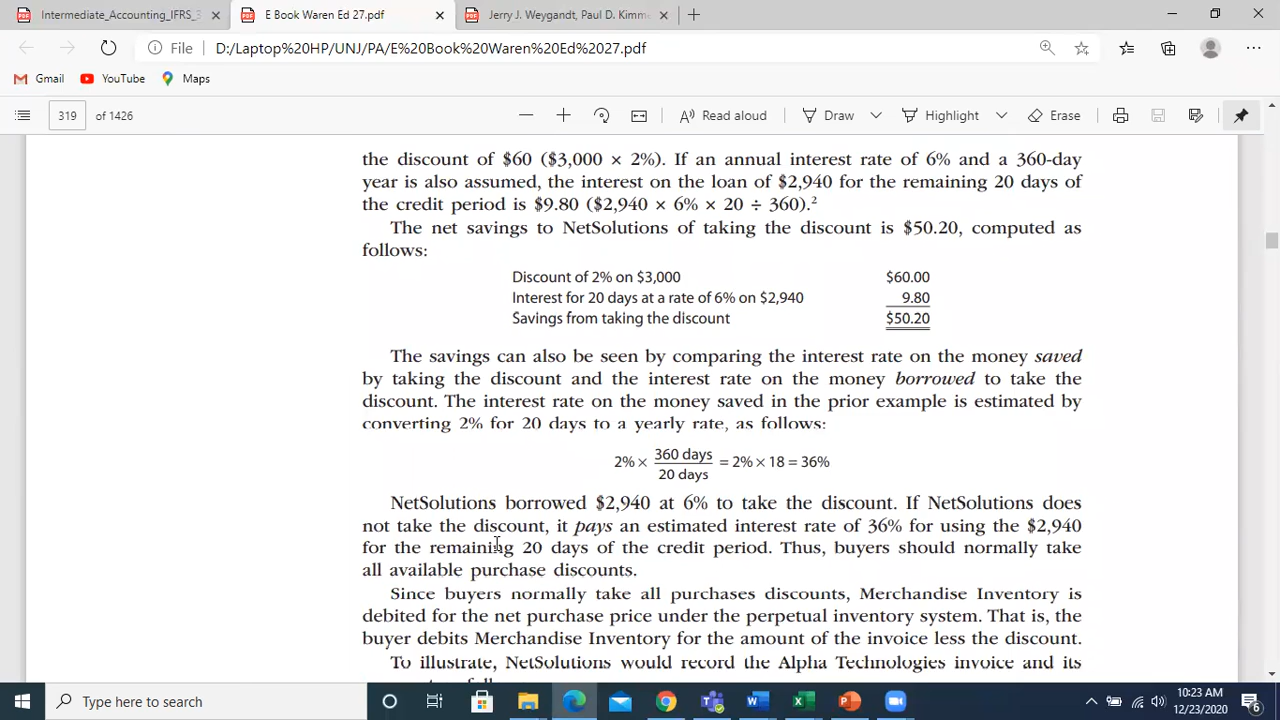 Intermediate_Accounting_IFRS_3
E Book Waren Ed 27.pdf
Jerry J. Weygandt, Paul D. Kimme
File
D:/Laptop%20HP/UNJ/PA/E%20Book%20Waren%20Ed%2027.pdf
Gmail
YouTube
Maps
319
of 1426
Read aloud
Draw
Highlight
Erase
the discount of $60 ($3,000 × 2%). If an annual interest rate of 6% and a 360-day
year is also assumed, the interest on the loan of $2,940 for the remaining 20 days of
the credit period is $9.80 ($2,940 × 6% × 20 ÷ 360).²
The net savings to NetSolutions of taking the discount is $50.20, computed as
follows:
Discount of 2% on $3,000 $60.00
Interest for 20 days at a rate of 6% on $2,940 9.80
Savings from taking the discount $50.20
The savings can also be seen by comparing the interest rate on the money saved
by taking the discount and the interest rate on the money borrowed to take the
discount. The interest rate on the money saved in the prior example is estimated by
converting 2% for 20 days to a yearly rate, as follows:
2% × 360 days / 20 days = 2% × 18 = 36%
NetSolutions borrowed $2,940 at 6% to take the discount. If NetSolutions does
not take the discount, it pays an estimated interest rate of 36% for using the $2,940
for the remaining 20 days of the credit period. Thus, buyers should normally take
all available purchase discounts.
Since buyers normally take all purchases discounts, Merchandise Inventory is
debited for the net purchase price under the perpetual inventory system. That is, the
buyer debits Merchandise Inventory for the amount of the invoice less the discount.
To illustrate, NetSolutions would record the Alpha Technologies invoice and its
Type here to search
10:23 AM
12/23/2020
6